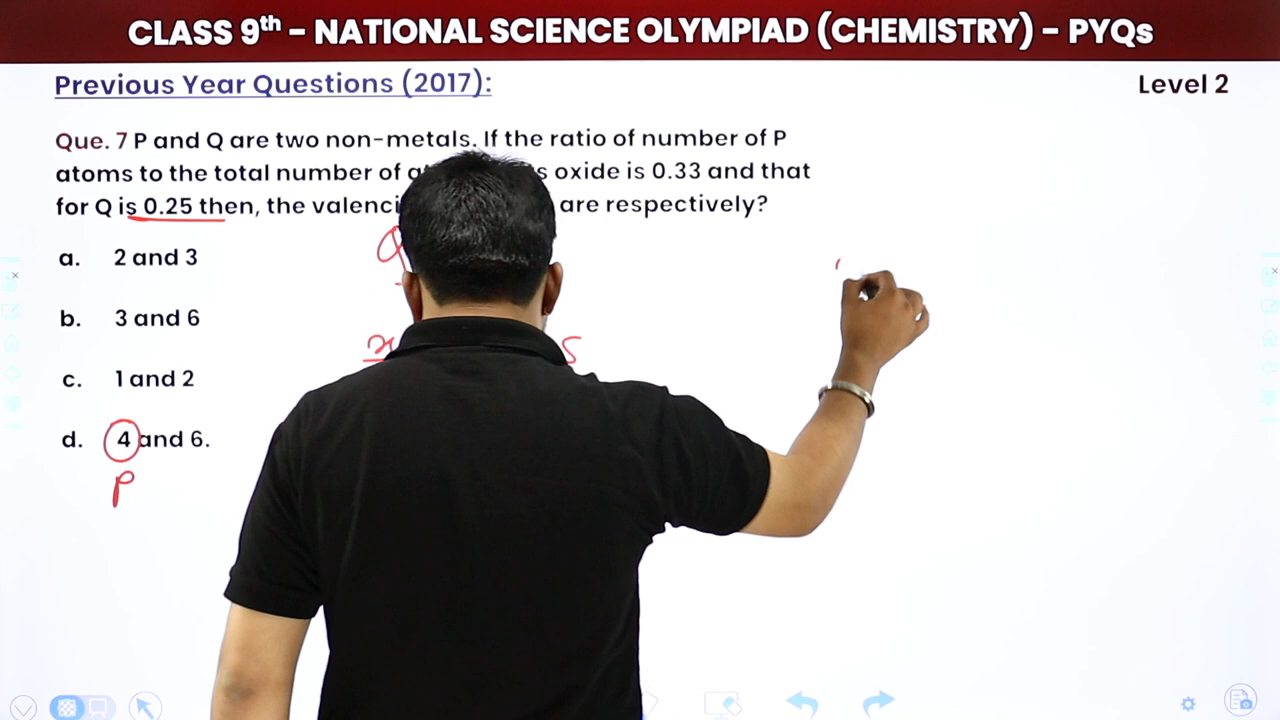 CLASS 9th – NATIONAL SCIENCE OLYMPIAD (CHEMISTRY) – PYQs
Previous Year Questions (2017):
Level 2
Que. 7 P and Q are two non-metals. If the ratio of number of P
atoms to the total number of oxide is 0.33 and that
for Q is 0.25 then, the are respectively?
a. 2 and 3
b. 3 and 6
c. 1 and 2
d. 4 and 6.
P